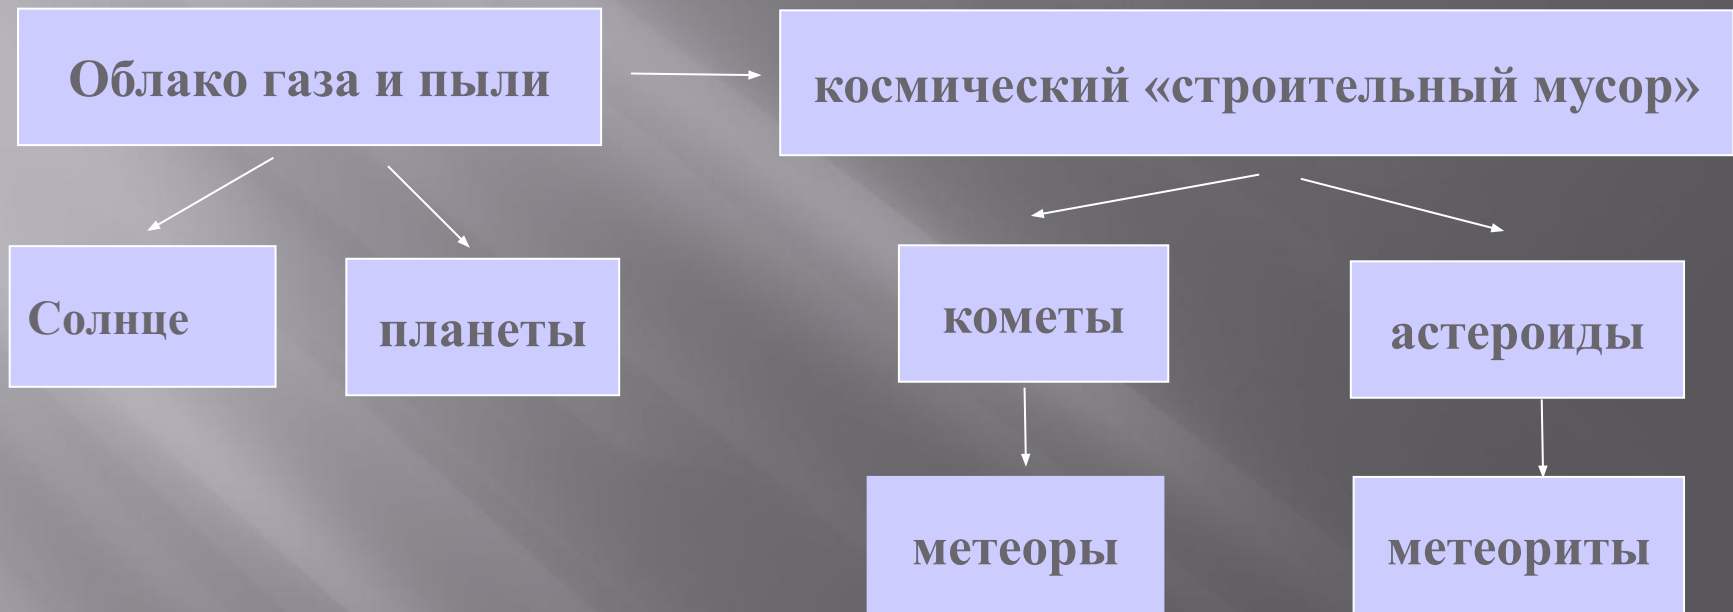 Облако газа и пыли
космический «строительный мусор»
Солнце
планеты
кометы
астероиды
метеоры
метеориты